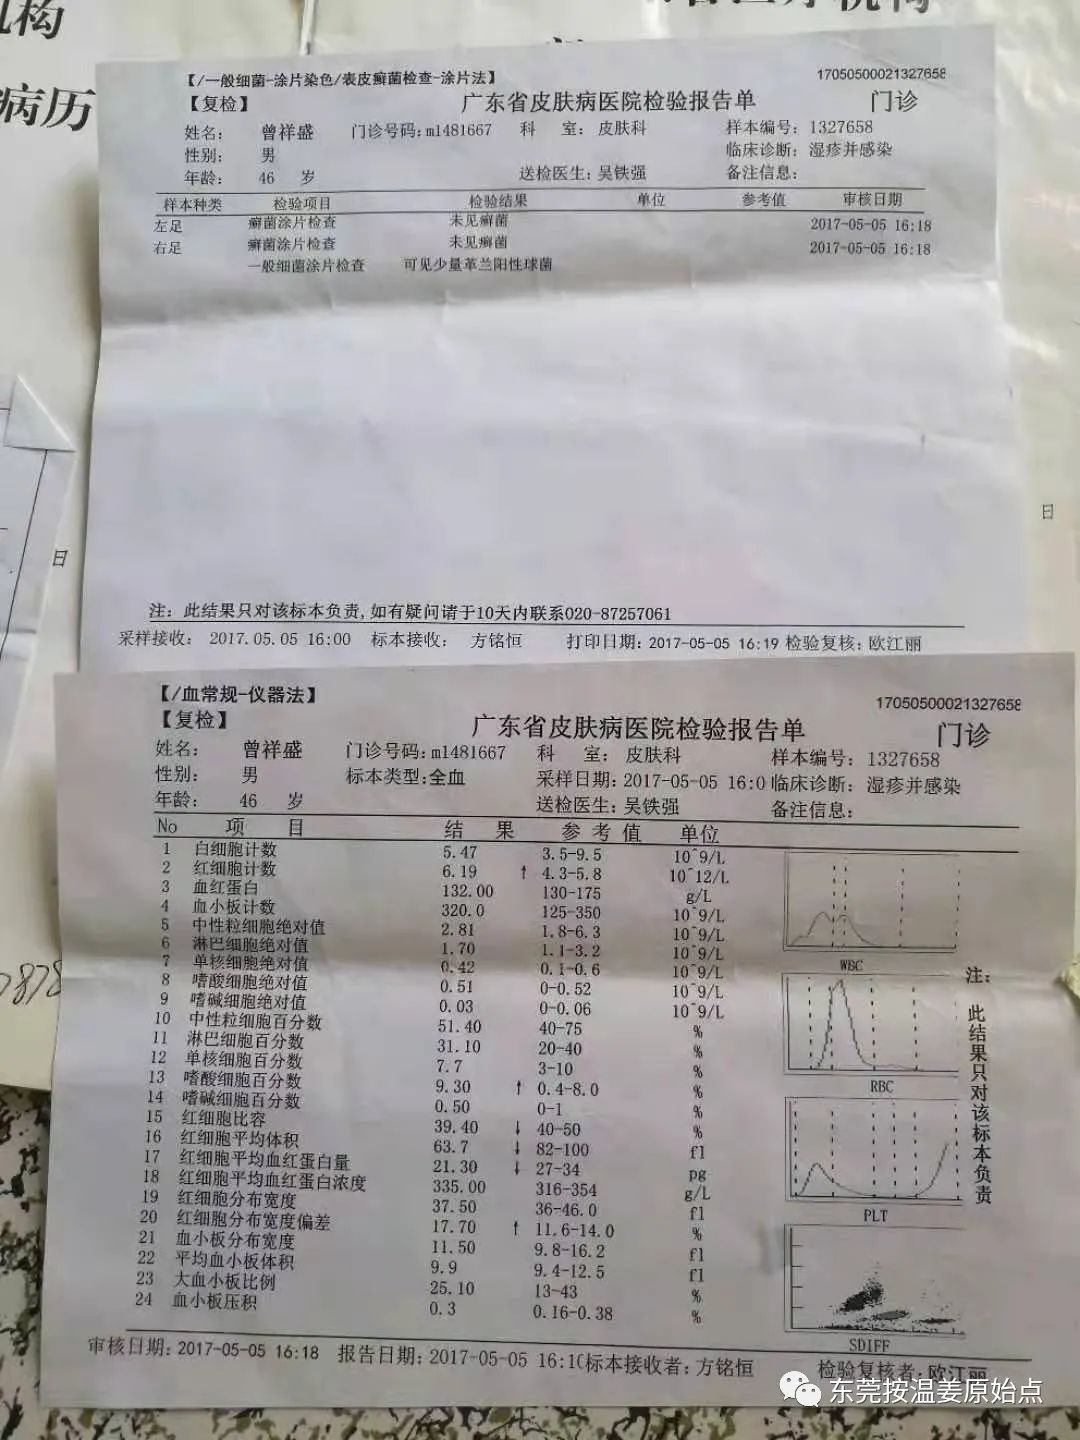 机构
病历
【/一般细菌-涂片染色/表皮癣菌检查-涂片法】
17050500021327658
【复检】
广东省皮肤病医院检验报告单
门诊
姓名: 曾祥盛 门诊号码:m1481667 科 室: 皮肤科 样本编号: 1327658
性别: 男 临床诊断: 湿疹并感染
年龄: 46 岁 送检医生: 吴铁强 备注信息:
样本种类 检验项目 检验结果 单位 参考值 审核日期
左足 癣菌涂片检查 未见癣菌 2017-05-05 16:18
右足 癣菌涂片检查 未见癣菌 2017-05-05 16:18
一般细菌涂片检查 可见少量革兰阳性球菌
日
日
注: 此结果只对该标本负责,如有疑问请于10天内联系020-87257061
采样接收: 2017.05.05 16:00 标本接收: 方铭恒 打印日期: 2017-05-05 16:19 检验复核: 欧江丽
【/血常规-仪器法】
17050500021327658
【复检】
广东省皮肤病医院检验报告单
门诊
姓名: 曾祥盛 门诊号码: m1481667 科 室: 皮肤科 样本编号: 1327658
性别: 男 标本类型: 全血 采样日期: 2017-05-05 16:0 临床诊断: 湿疹并感染
年龄: 46 岁 送检医生: 吴铁强 备注信息:
No 项 目 结 果 参 考 值 单位
1 白细胞计数 5.47 3.5-9.5 10^9/L
2 红细胞计数 6.19 ↑ 4.3-5.8 10^12/L
3 血红蛋白 132.00 130-175 g/L
4 血小板计数 320.0 125-350 10^9/L
5 中性粒细胞绝对值 2.81 1.8-6.3 10^9/L
6 淋巴细胞绝对值 1.70 1.1-3.2 10^9/L
7 单核细胞绝对值 0.42 0.1-0.6 10^9/L
8 嗜酸细胞绝对值 0.51 0-0.52 10^9/L
9 嗜碱细胞绝对值 0.03 0-0.06 10^9/L
10 中性粒细胞百分数 51.40 40-75 %
11 淋巴细胞百分数 31.10 20-40 %
12 单核细胞百分数 7.7 3-10 %
13 嗜酸细胞百分数 9.30 ↑ 0.4-8.0 %
14 嗜碱细胞百分数 0.50 0-1 %
15 红细胞比容 39.40 ↓ 40-50 %
16 红细胞平均体积 63.7 ↓ 82-100 fl
17 红细胞平均血红蛋白量 21.30 ↓ 27-34 pg
18 红细胞平均血红蛋白浓度 335.00 316-354 g/L
19 红细胞分布宽度 37.50 36-46.0 fl
20 红细胞分布宽度偏差 17.70 ↑ 11.6-14.0 %
21 血小板分布宽度 11.50 9.8-16.2 fl
22 平均血小板体积 9.9 9.4-12.5 fl
23 大血小板比例 25.10 13-43 %
24 血小板压积 0.3 0.16-0.38 %
WBC
RBC
PLT
SDIFF
注:
此结果只对该标本负责
审核日期: 2017-05-05 16:18 报告日期: 2017-05-05 16:1 标本接收者: 方铭恒 检验复核者: 欧江丽
东莞按温姜原始点